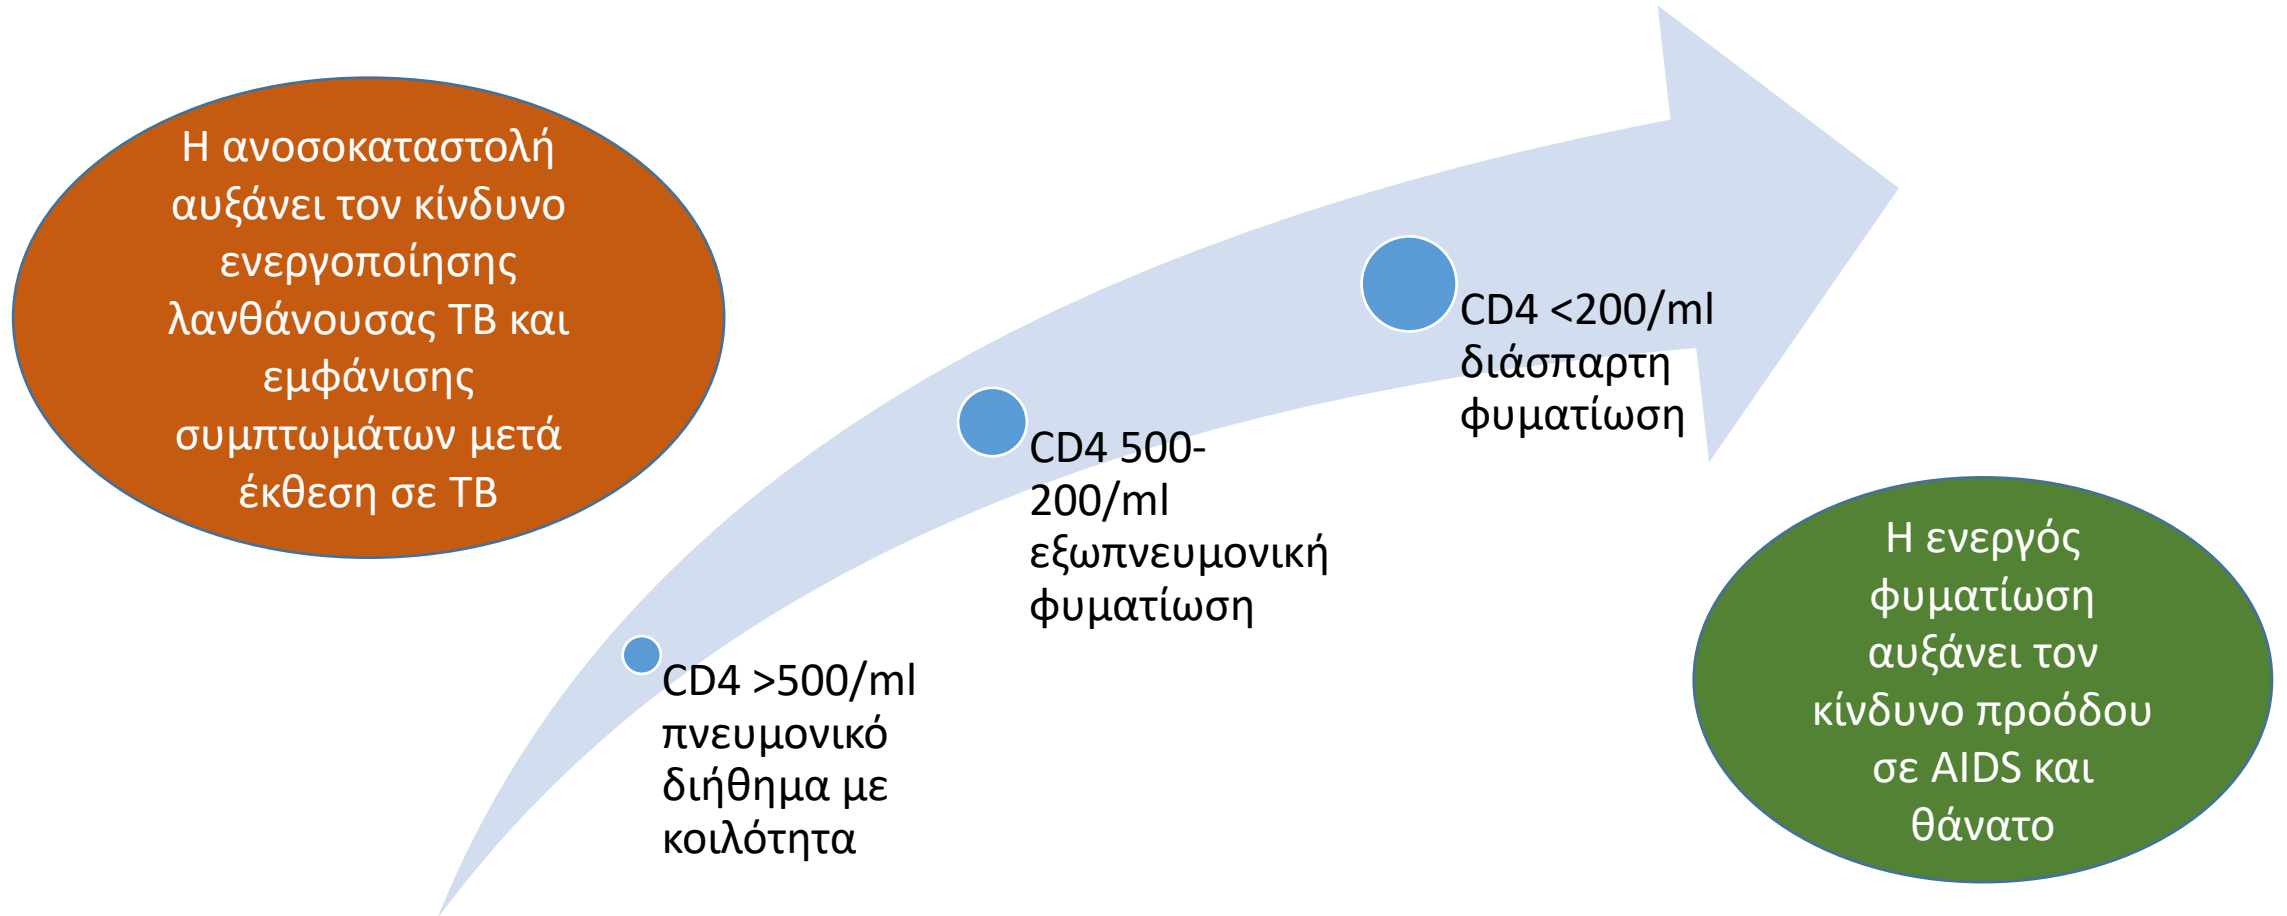 Η ανοσοκαταστολή
αυξάνει τον κίνδυνο
ενεργοποίησης
λανθάνουσας ΤΒ και
εμφάνισης
συμπτωμάτων μετά
έκθεση σε ΤΒ
CD4 >500/ml
πνευμονικό
διήθημα με
κοιλότητα
CD4 500-
200/ml
εξωπνευμονική
φυματίωση
CD4 <200/ml
διάσπαρτη
φυματίωση
Η ενεργός
φυματίωση
αυξάνει τον
κίνδυνο προόδου
σε AIDS και
θάνατο